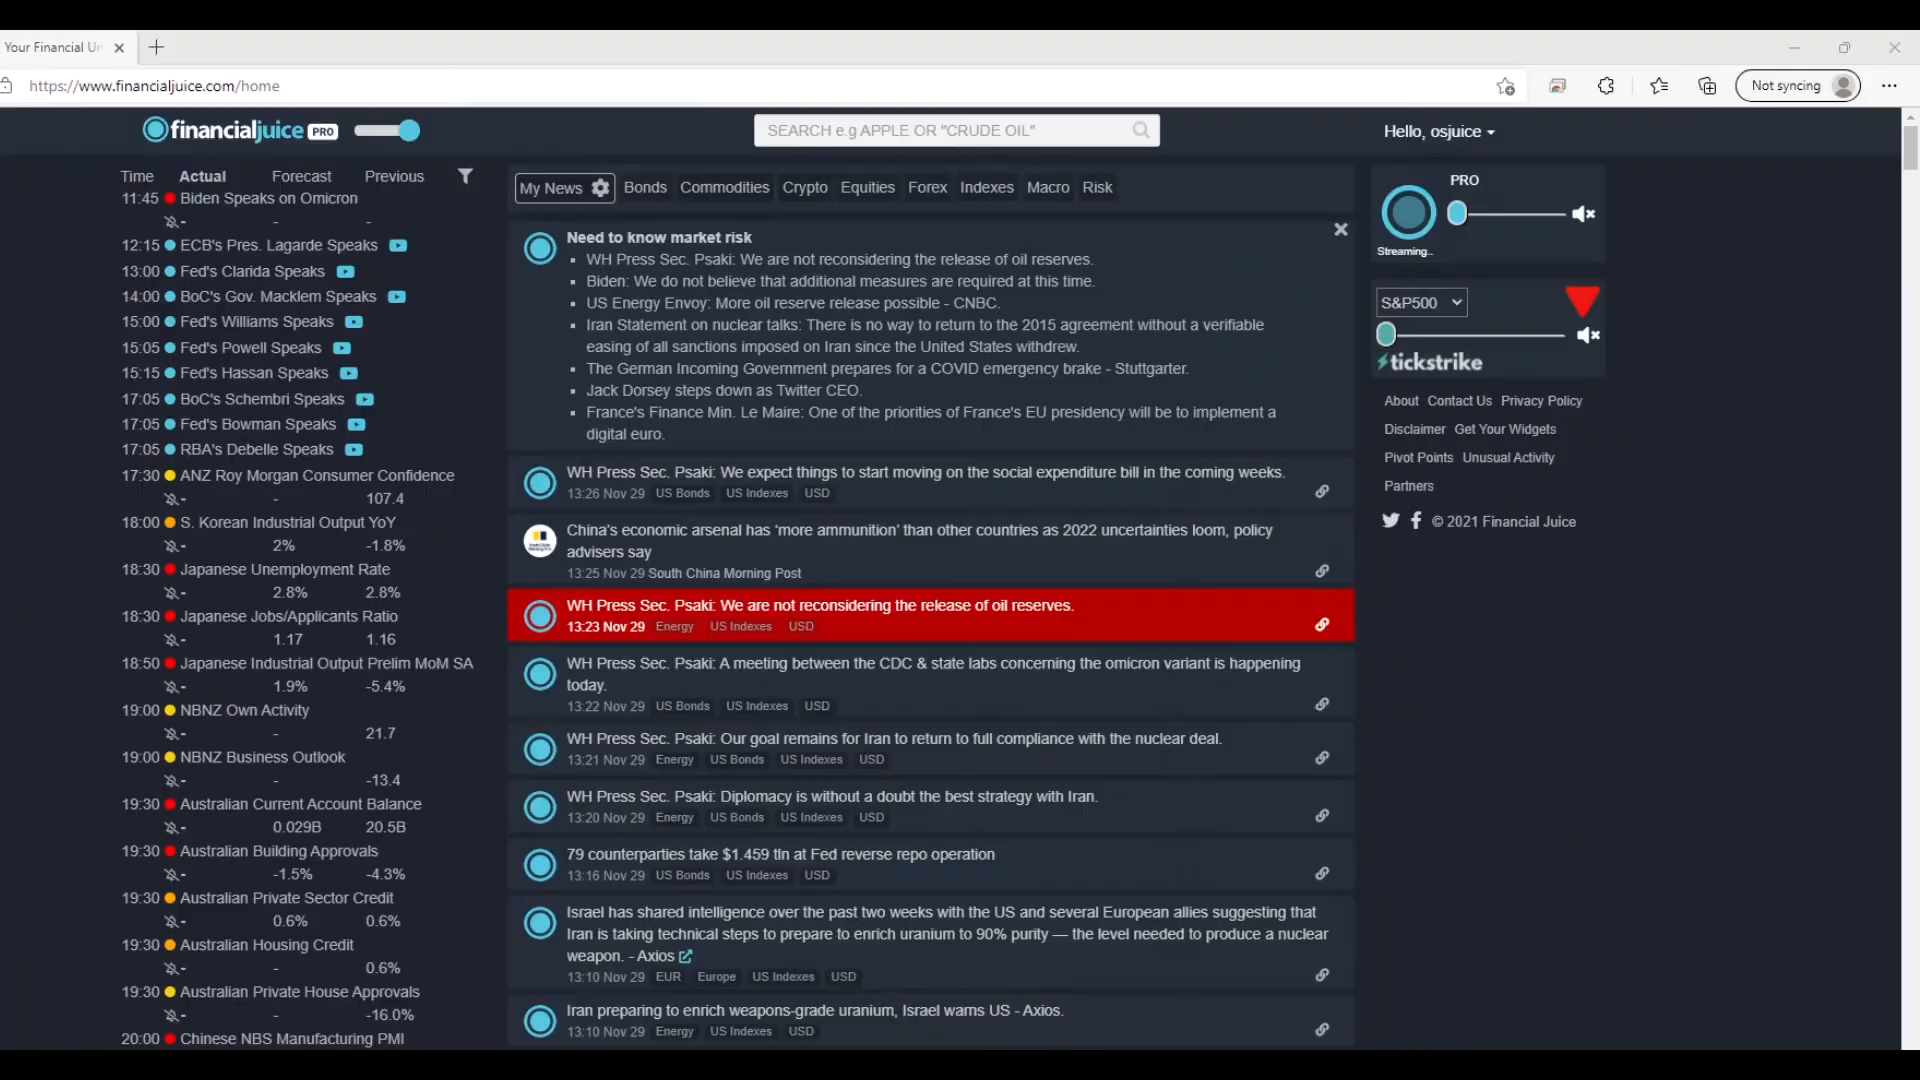 Your Financial Un
https://www.financialjuice.com/home
Not syncing
financialjuice PRO
SEARCH e.g APPLE OR "CRUDE OIL"
Hello, osjuice
Time Actual Forecast Previous
11:45 Biden Speaks on Omicron
- - -
12:15 ECB's Pres. Lagarde Speaks
13:00 Fed's Clarida Speaks
14:00 BoC's Gov. Macklem Speaks
15:00 Fed's Williams Speaks
15:05 Fed's Powell Speaks
15:15 Fed's Hassan Speaks
17:05 BoC's Schembri Speaks
17:05 Fed's Bowman Speaks
17:05 RBA's Debelle Speaks
17:30 ANZ Roy Morgan Consumer Confidence
- - 107.4
18:00 S. Korean Industrial Output YoY
- 2% -1.8%
18:30 Japanese Unemployment Rate
- 2.8% 2.8%
18:30 Japanese Jobs/Applicants Ratio
- 1.17 1.16
18:50 Japanese Industrial Output Prelim MoM SA
- 1.9% -5.4%
19:00 NBNZ Own Activity
- - 21.7
19:00 NBNZ Business Outlook
- - -13.4
19:30 Australian Current Account Balance
- 0.029B 20.5B
19:30 Australian Building Approvals
- -1.5% -4.3%
19:30 Australian Private Sector Credit
- 0.6% 0.6%
19:30 Australian Housing Credit
- - 0.6%
19:30 Australian Private House Approvals
- - -16.0%
20:00 Chinese NBS Manufacturing PMI
My News Bonds Commodities Crypto Equities Forex Indexes Macro Risk
Need to know market risk
WH Press Sec. Psaki: We are not reconsidering the release of oil reserves.
Biden: We do not believe that additional measures are required at this time.
US Energy Envoy: More oil reserve release possible - CNBC.
Iran Statement on nuclear talks: There is no way to return to the 2015 agreement without a verifiable
easing of all sanctions imposed on Iran since the United States withdrew.
The German Incoming Government prepares for a COVID emergency brake - Stuttgarter.
Jack Dorsey steps down as Twitter CEO.
France's Finance Min. Le Maire: One of the priorities of France's EU presidency will be to implement a
digital euro.
WH Press Sec. Psaki: We expect things to start moving on the social expenditure bill in the coming weeks.
13:26 Nov 29 US Bonds US Indexes USD
China's economic arsenal has ‘more ammunition’ than other countries as 2022 uncertainties loom, policy
advisers say
13:25 Nov 29 South China Morning Post
WH Press Sec. Psaki: We are not reconsidering the release of oil reserves.
13:23 Nov 29 Energy US Indexes USD
WH Press Sec. Psaki: A meeting between the CDC & state labs concerning the omicron variant is happening
today.
13:22 Nov 29 US Bonds US Indexes USD
WH Press Sec. Psaki: Our goal remains for Iran to return to full compliance with the nuclear deal.
13:21 Nov 29 Energy US Bonds US Indexes USD
WH Press Sec. Psaki: Diplomacy is without a doubt the best strategy with Iran.
13:20 Nov 29 Energy US Bonds US Indexes USD
79 counterparties take $1.459 tln at Fed reverse repo operation
13:16 Nov 29 US Bonds US Indexes USD
Israel has shared intelligence over the past two weeks with the US and several European allies suggesting that
Iran is taking technical steps to prepare to enrich uranium to 90% purity — the level needed to produce a nuclear
weapon. - Axios
13:10 Nov 29 EUR Europe US Indexes USD
Iran preparing to enrich weapons-grade uranium, Israel warns US - Axios.
13:10 Nov 29 Energy US Indexes USD
PRO
Streaming..
S&P500
tickstrike
About Contact Us Privacy Policy
Disclaimer Get Your Widgets
Pivot Points Unusual Activity
Partners
© 2021 Financial Juice